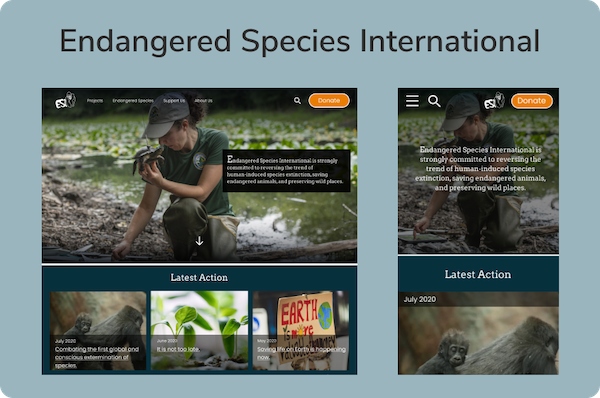 Endangered Species International
ESI
Projects Endangered Species Support Us About Us Donate
Endangered Species International is strongly
committed to reversing the trend of
human-induced species extinction, saving
endangered animals, and preserving wild places.
Latest Action
July 2020
Combating the first global and
conscious extermination of
species.
June 2020
It is not too late.
EARTH
is more
May 2020
Saving life on Earth is happening
now.
ESI Donate
Endangered Species International is
strongly committed to reversing the
trend of human-induced species
extinction, saving endangered animals,
and preserving wild places.
Latest Action
July 2020